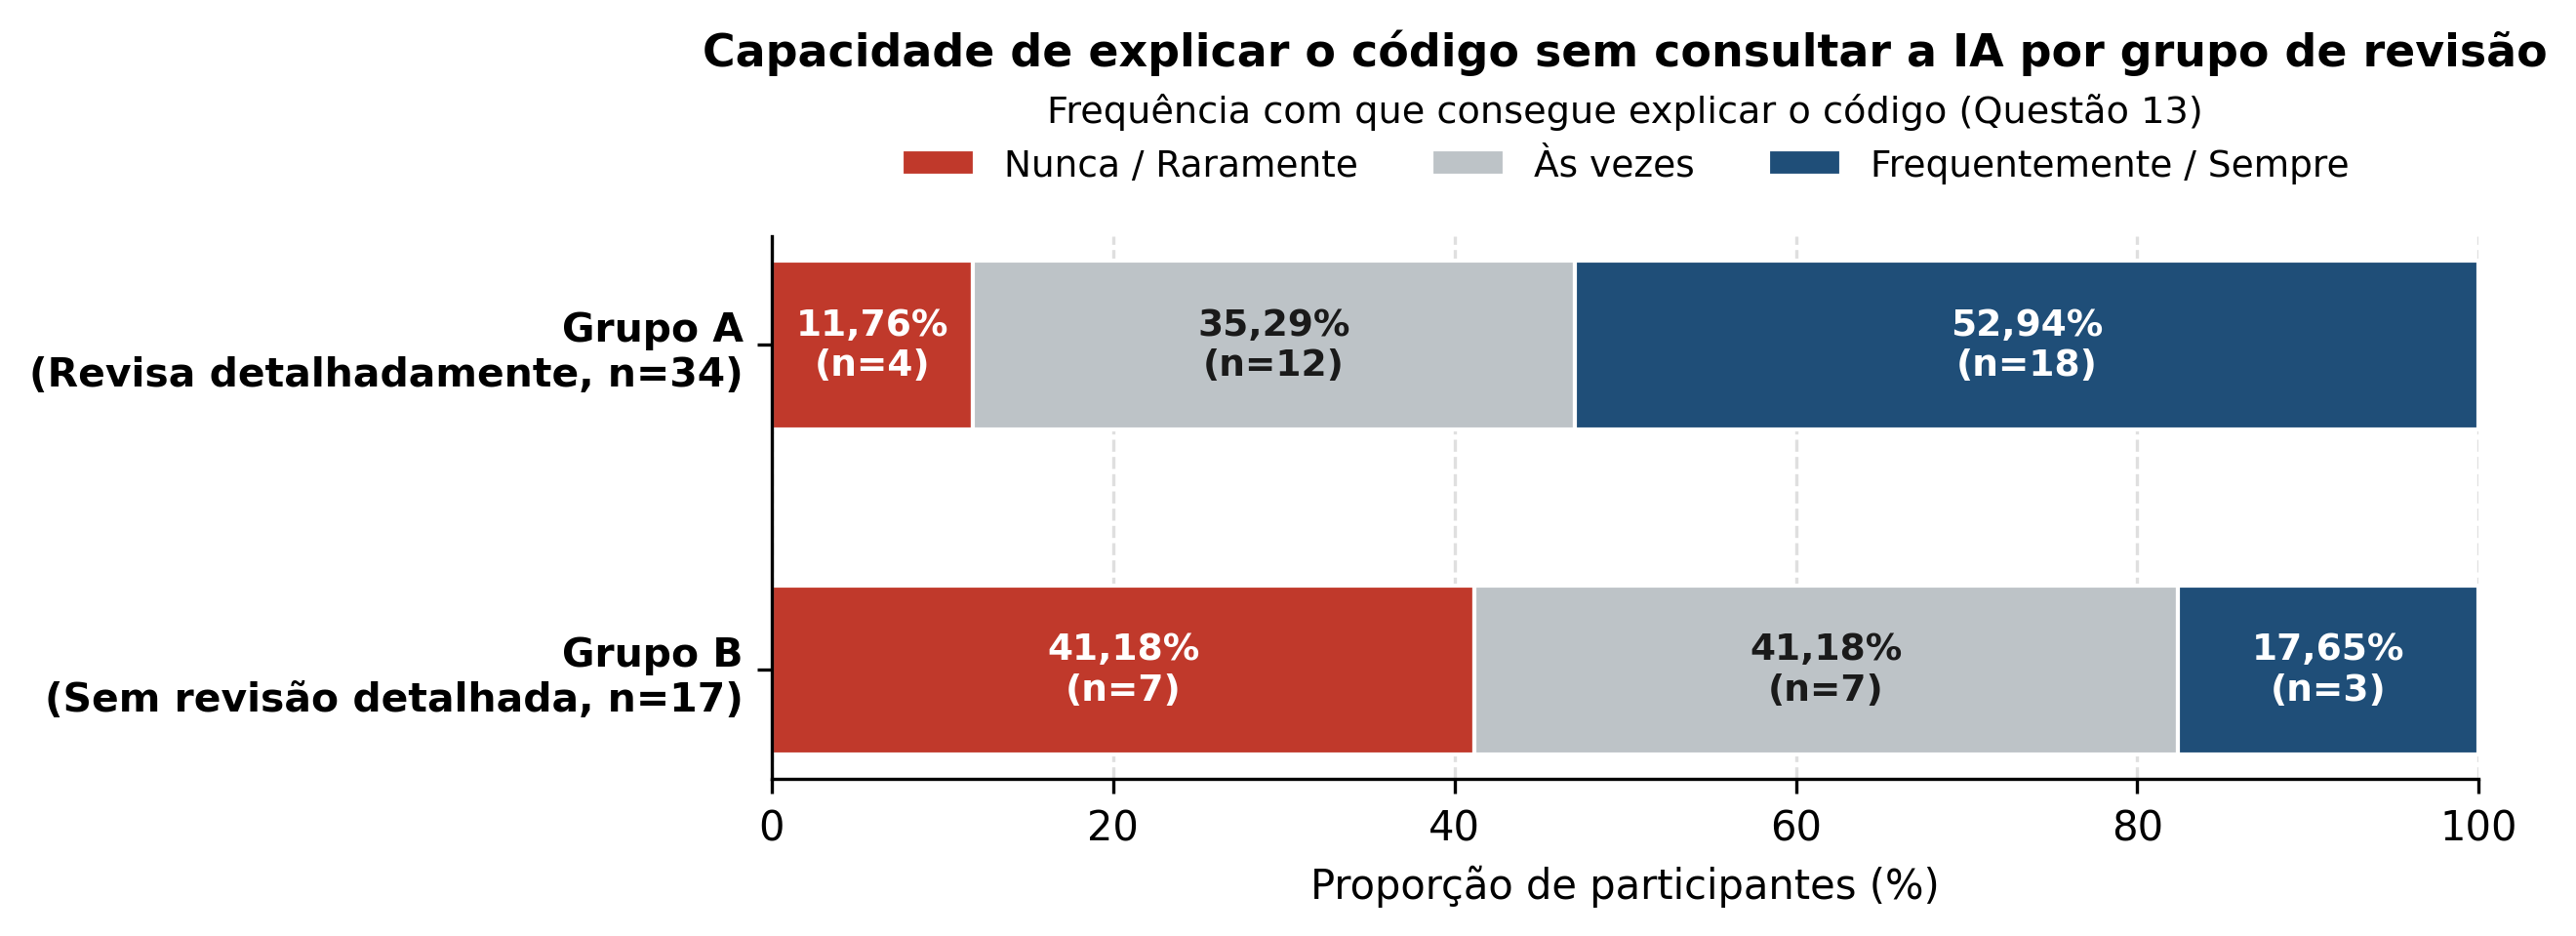 Capacidade de explicar o código sem consultar a IA por grupo de revisão
Frequência com que consegue explicar o código (Questão 13)
Nunca / Raramente
Às vezes
Frequentemente / Sempre
Grupo A
(Revisa detalhadamente, n=34)
11,76%
(n=4)
35,29%
(n=12)
52,94%
(n=18)
Grupo B
(Sem revisão detalhada, n=17)
41,18%
(n=7)
41,18%
(n=7)
17,65%
(n=3)
0
20
40
60
80
100
Proporção de participantes (%)